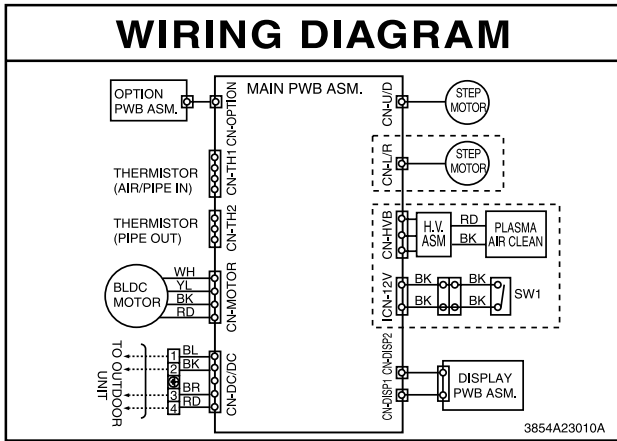 WIRING DIAGRAM
MAIN PWB ASM.
OPTION
PWB ASM.
CN-OPTION
THERMISTOR
(AIR/PIPE IN)
CN-TH1
THERMISTOR
(PIPE OUT)
CN-TH2
BLDC
MOTOR
WH
YL
BK
RD
CN-MOTOR
TO OUTDOOR
UNIT
1
2
3
4
BL
BK
BR
RD
CN-DC/DC
CN-U/D
STEP
MOTOR
CN-L/R
STEP
MOTOR
CN-HVB
H.V.
ASM
RD
BK
PLASMA
AIR CLEAN
CN-12V
BK
BK
BK
BK
SW1
CN-DISP2
CN-DISP1
DISPLAY
PWB ASM.
3854A23010A